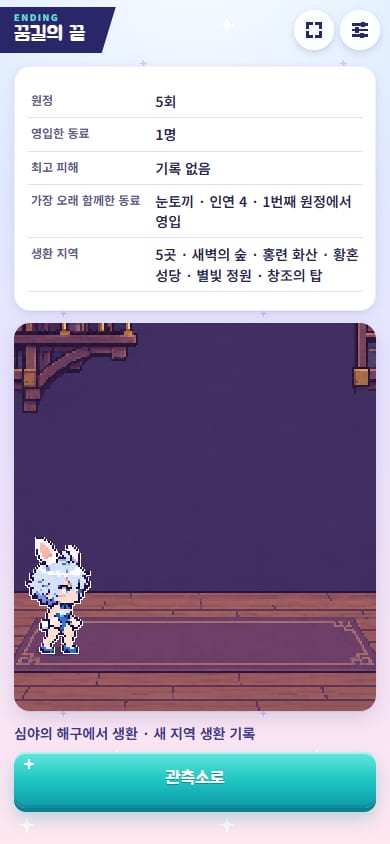 ENDING
꿈길의 끝
원정 5회
영입한 동료 1명
최고 피해 기록 없음
가장 오래 함께한 동료 눈토끼 · 인연 4 · 1번째 원정에서
영입
생환 지역 5곳 · 새벽의 숲 · 홍련 화산 · 황혼
성당 · 별빛 정원 · 창조의 탑
심야의 해구에서 생환 · 새 지역 생환 기록
관측소로